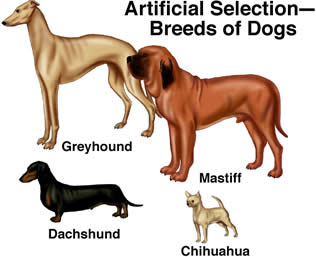 Artificial Selection—
Breeds of Dogs
Greyhound
Mastiff
Dachshund
Chihuahua